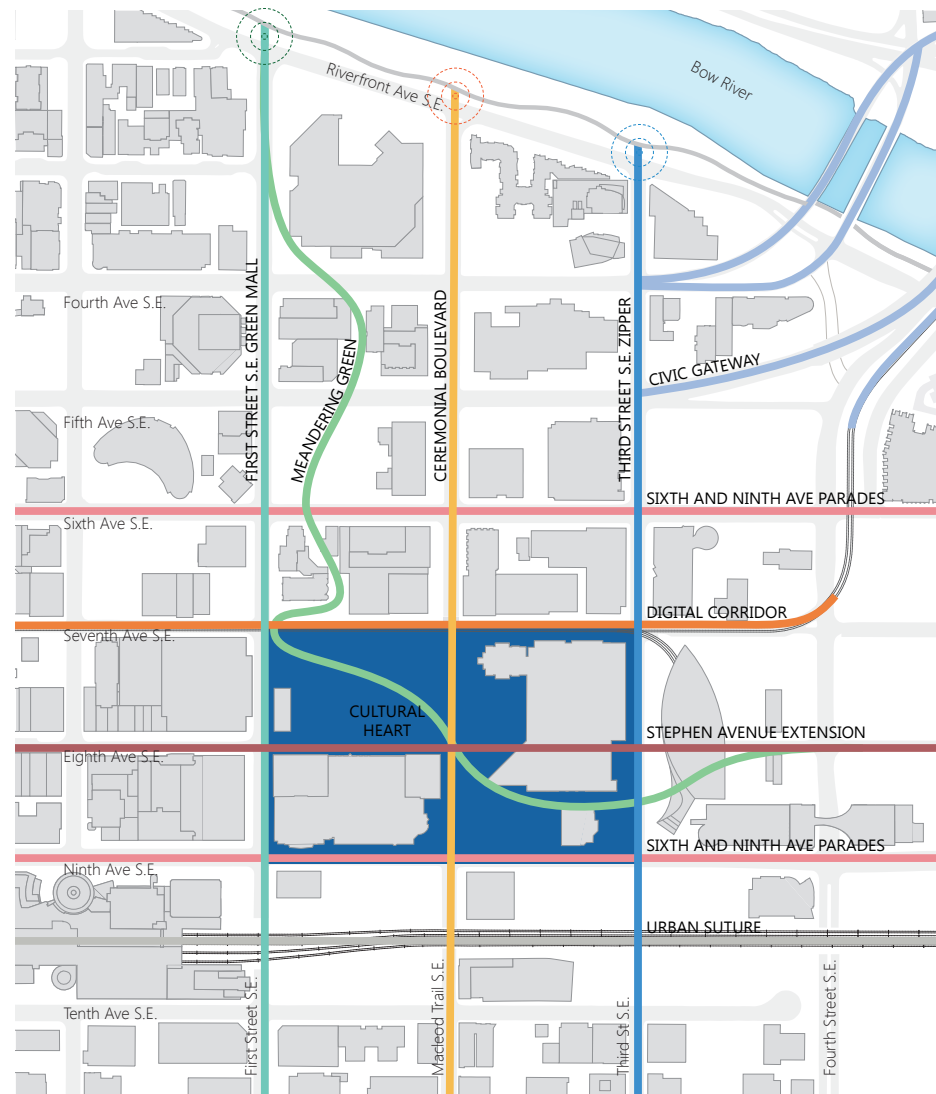 Bow River
Riverfront Ave S.E.
FIRST STREET S.E. GREEN MALL
MEANDERING GREEN
CEREMONIAL BOULEVARD
THIRD STREET S.E. ZIPPER
Fourth Ave S.E.
CIVIC GATEWAY
Fifth Ave S.E.
SIXTH AND NINTH AVE PARADES
Sixth Ave S.E.
DIGITAL CORRIDOR
Seventh Ave S.E.
CULTURAL
HEART
STEPHEN AVENUE EXTENSION
Eighth Ave S.E.
SIXTH AND NINTH AVE PARADES
Ninth Ave S.E.
URBAN SUTURE
Tenth Ave S.E.
First Street S.E.
Macleod Trail S.E.
Third St S.E.
Fourth Street S.E.